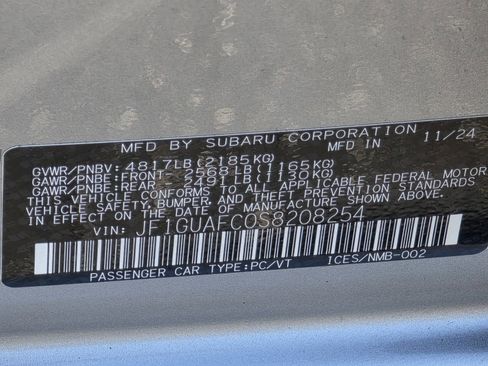 MFD BY SUBARU CORPORATION MFD IN 11/24
GVWR/PNBV: 4817LB(2185KG)
GAWR/PNBE:FRONT- 2568LB(1165KG)
GAWR/PNBE:REAR - 2491LB(1130KG)
THIS VEHICLE CONFORMS TO ALL APPLICABLE FEDERAL MOTOR
VEHICLE SAFETY, BUMPER, AND THEFT PREVENTION
IN EFFECT ON THE DATE OF MANUFACTURE SHOWN ABOVE.
VIN: JF1GUAFC0S8208254
PASSENGER CAR TYPE:PC/VT ICES/NMB-002